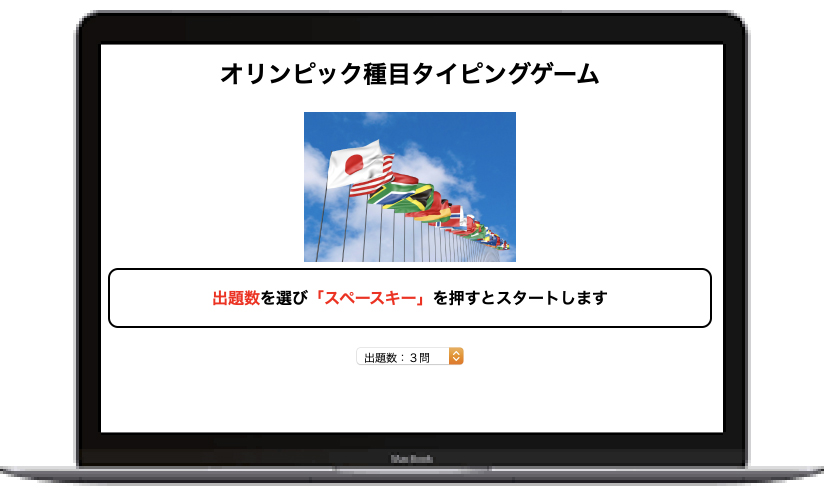 オリンピック種目タイピングゲーム
出題数を選び「スペースキー」を押すとスタートします
出題数：３問
MacBook